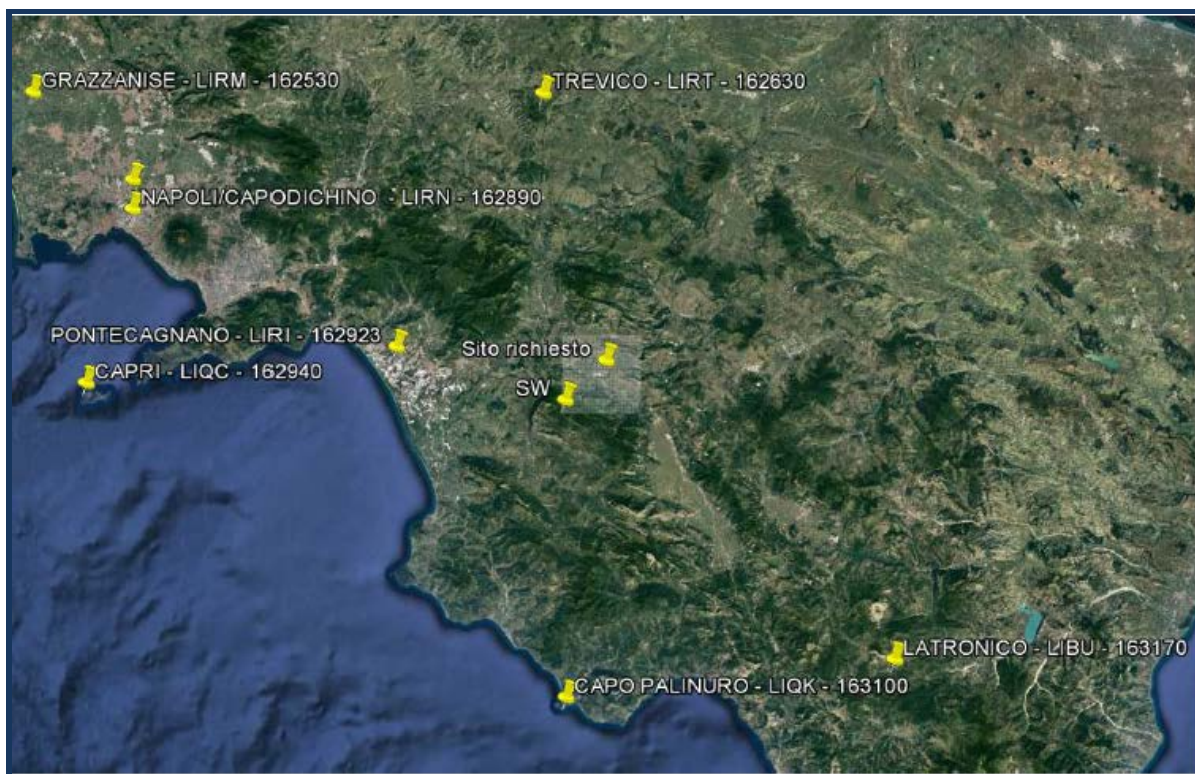 GRAZZANISE - LIRM - 162530
TREVICO - LIRT - 162630
NAPOLI/CAPODICHINO - LIRN - 162890
PONTECAGNANO - LIRI - 162923
Sito richiesto
CAPRI - LIQC - 162940
SW
LATRONICO - LIBU - 163170
CAPO PALINURO - LIQK - 163100